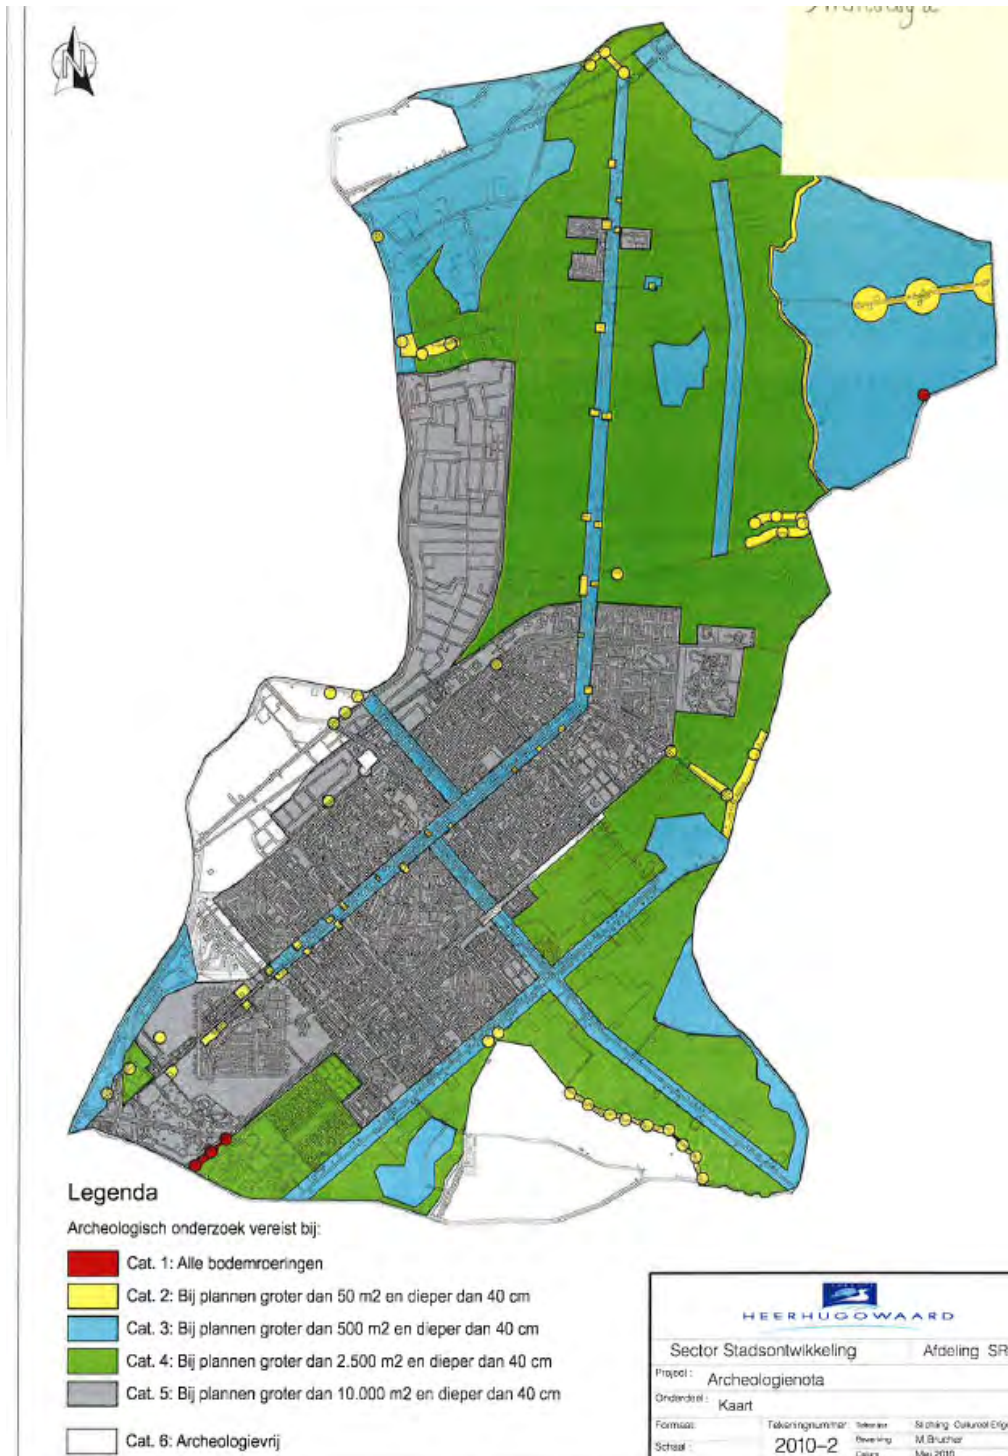 N
Legenda
Archeologisch onderzoek vereist bij:
Cat. 1: Alle bodemroeringen
Cat. 2: Bij plannen groter dan 50 m2 en dieper dan 40 cm
Cat. 3: Bij plannen groter dan 500 m2 en dieper dan 40 cm
Cat. 4: Bij plannen groter dan 2.500 m2 en dieper dan 40 cm
Cat. 5: Bij plannen groter dan 10.000 m2 en dieper dan 40 cm
Cat. 6: Archeologievrij
HEERHUGOWAARD
Sector Stadsontwikkeling Afdeling SR
Project: Archeologienota
Onderdeel: Kaart
Formaat:
Tekeningnummer:
Schaal:
2010-2
Mei 2010